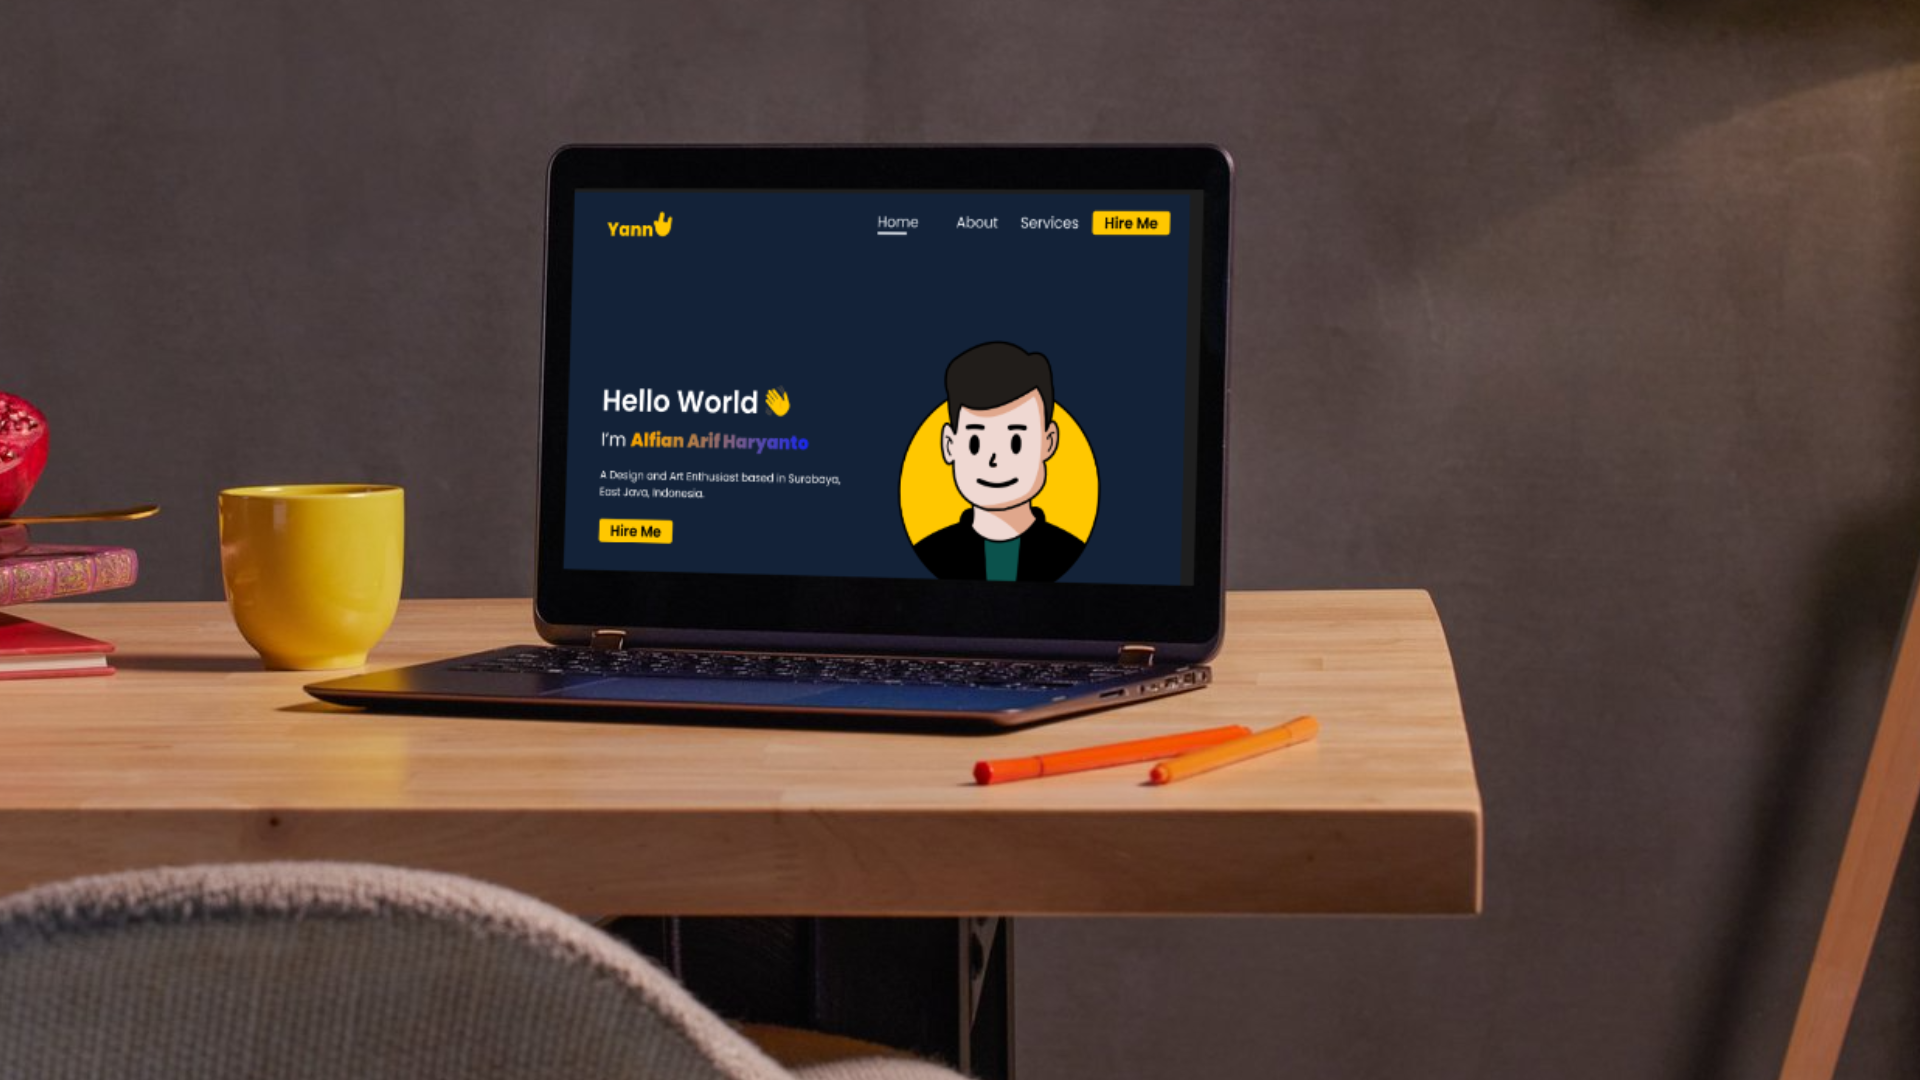 Yann
Home About Services Hire Me
Hello World 👋
I'm Alfian Arif Haryanto
A Design and Art Enthusiast based in Surabaya,
East Java, Indonesia.
Hire Me